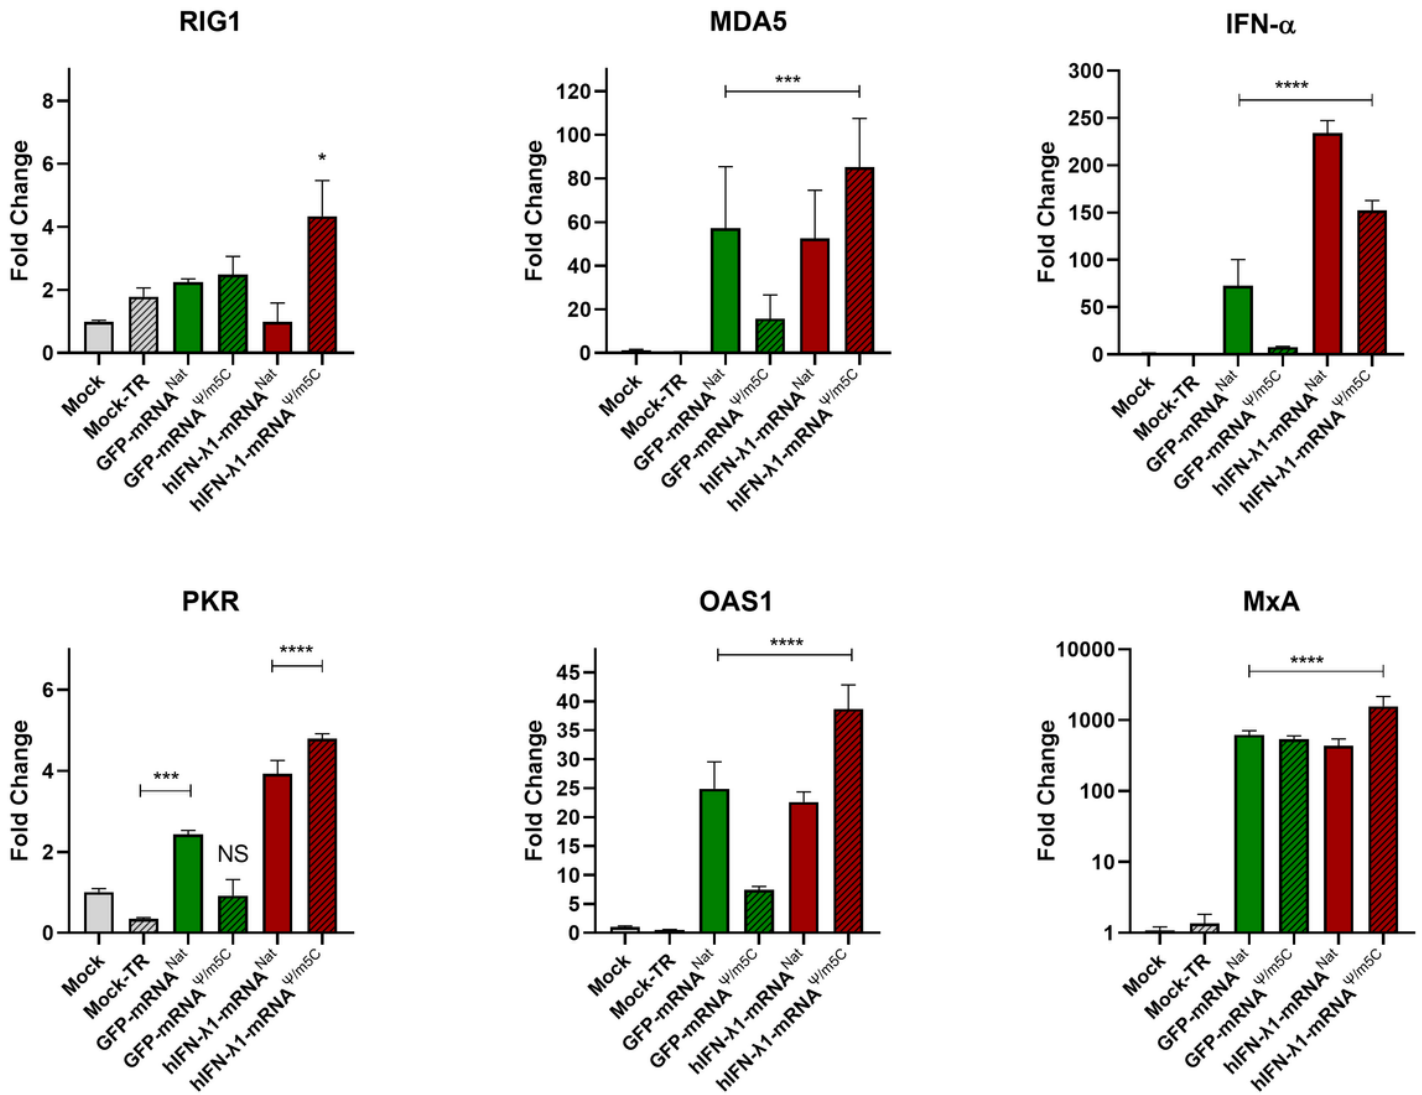 RIG1
Fold Change
8
6
4
2
0
*
Mock
Mock-TR
GFP-mRNA^Nat
GFP-mRNA^Ψ/m5C
hIFN-λ1-mRNA^Nat
hIFN-λ1-mRNA^Ψ/m5C
MDA5
Fold Change
120
100
80
60
40
20
0
***
Mock
Mock-TR
GFP-mRNA^Nat
GFP-mRNA^Ψ/m5C
hIFN-λ1-mRNA^Nat
hIFN-λ1-mRNA^Ψ/m5C
IFN-α
Fold Change
300
250
200
150
100
50
0
****
Mock
Mock-TR
GFP-mRNA^Nat
GFP-mRNA^Ψ/m5C
hIFN-λ1-mRNA^Nat
hIFN-λ1-mRNA^Ψ/m5C
PKR
Fold Change
6
4
2
0
***
NS
****
Mock
Mock-TR
GFP-mRNA^Nat
GFP-mRNA^Ψ/m5C
hIFN-λ1-mRNA^Nat
hIFN-λ1-mRNA^Ψ/m5C
OAS1
Fold Change
45
40
35
30
25
20
15
10
5
0
****
Mock
Mock-TR
GFP-mRNA^Nat
GFP-mRNA^Ψ/m5C
hIFN-λ1-mRNA^Nat
hIFN-λ1-mRNA^Ψ/m5C
MxA
Fold Change
10000
1000
100
10
1
****
Mock
Mock-TR
GFP-mRNA^Nat
GFP-mRNA^Ψ/m5C
hIFN-λ1-mRNA^Nat
hIFN-λ1-mRNA^Ψ/m5C